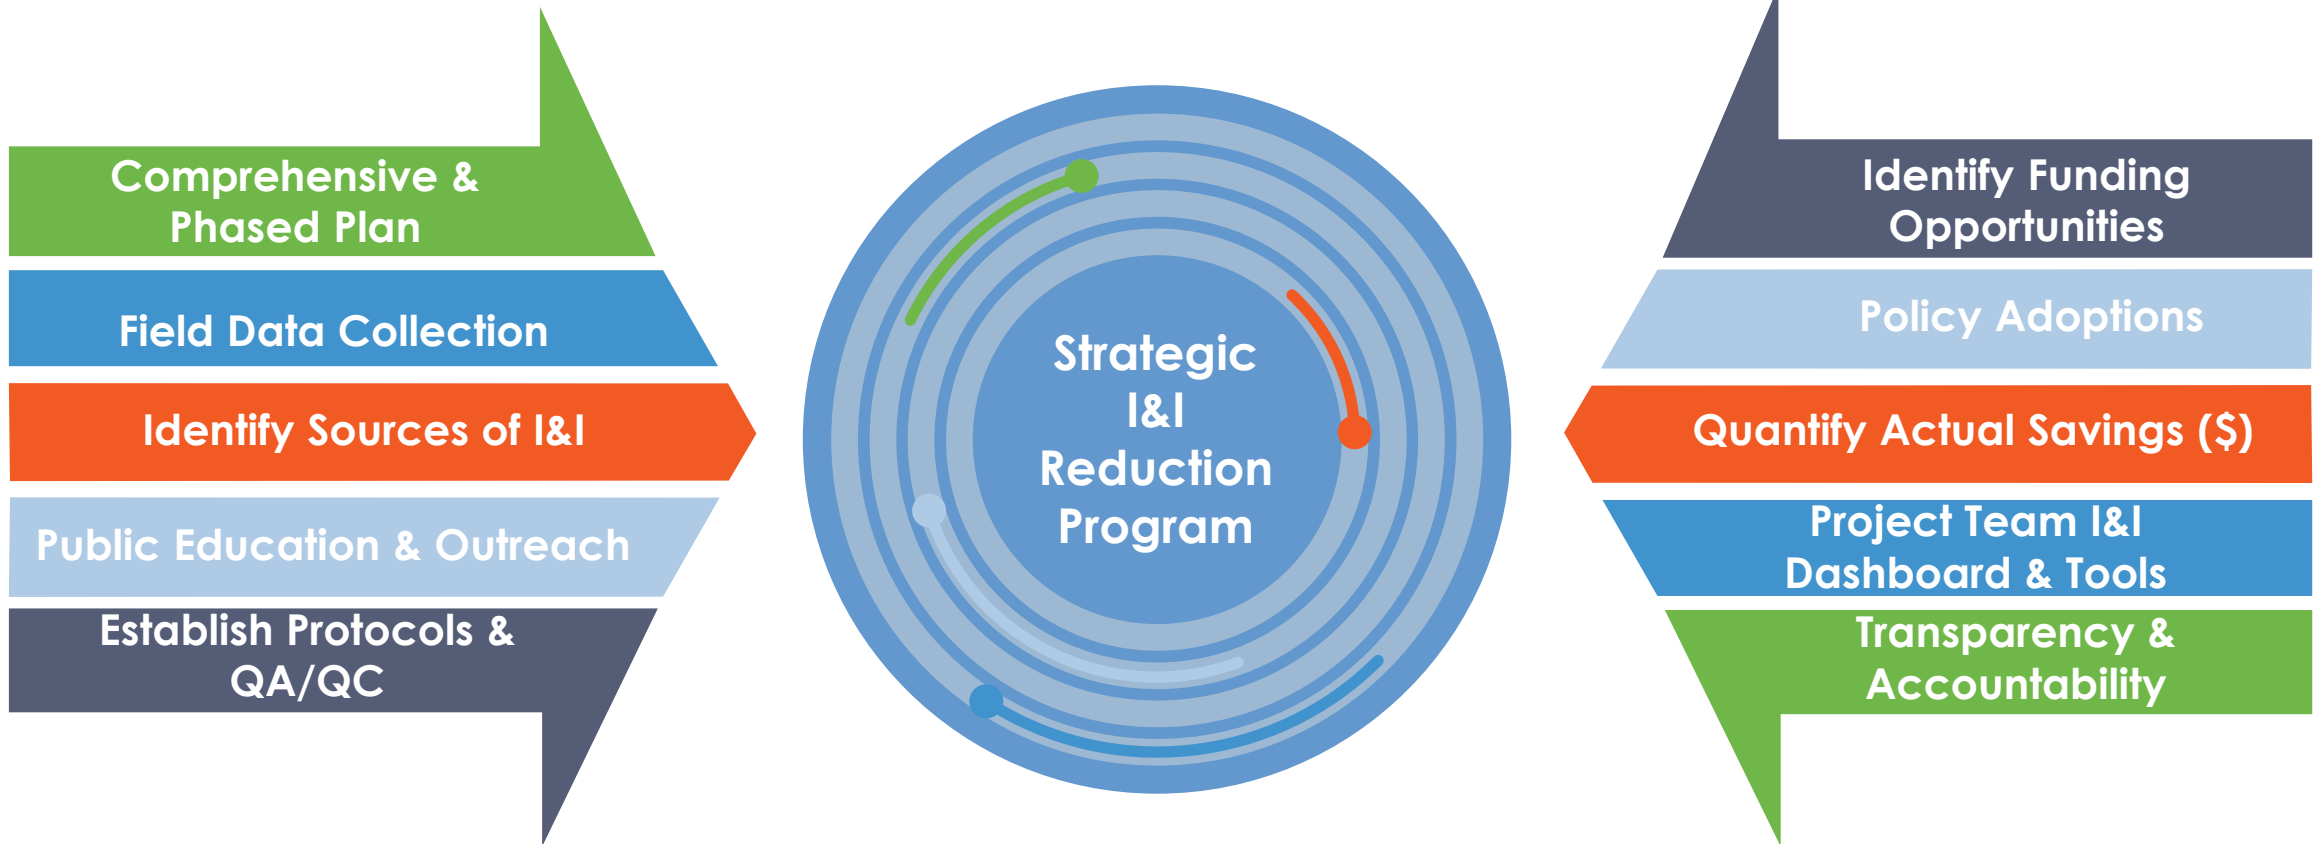 Comprehensive &
Phased Plan
Field Data Collection
Identify Sources of I&I
Public Education & Outreach
Establish Protocols &
QA/QC
Strategic
I&I
Reduction
Program
Identify Funding
Opportunities
Policy Adoptions
Quantify Actual Savings ($)
Project Team I&I
Dashboard & Tools
Transparency &
Accountability